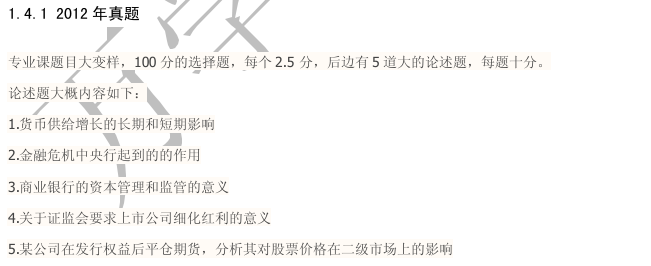 1.4.1 2012 年真题
专业课题目大变样，100 分的选择题，每个 2.5 分，后边有 5 道大的论述题，每题十分。
论述题大概内容如下：
1.货币供给增长的长期和短期影响
2.金融危机中央行起到的的作用
3.商业银行的资本管理和监管的意义
4.关于证监会要求上市公司细化红利的意义
5.某公司在发行权益后平仓期货，分析其对股票价格在二级市场上的影响